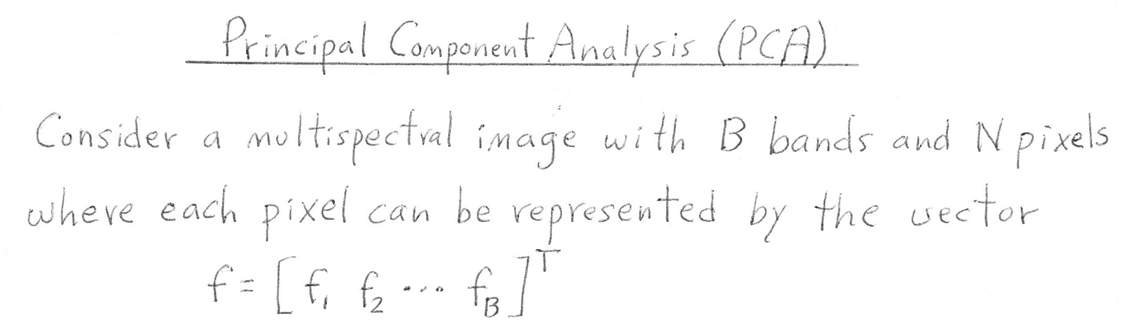 Principal Component Analysis (PCA)
Consider a multispectral image with B bands and N pixels
where each pixel can be represented by the vector
f = [f₁ f₂ ··· f_B]ᵀ